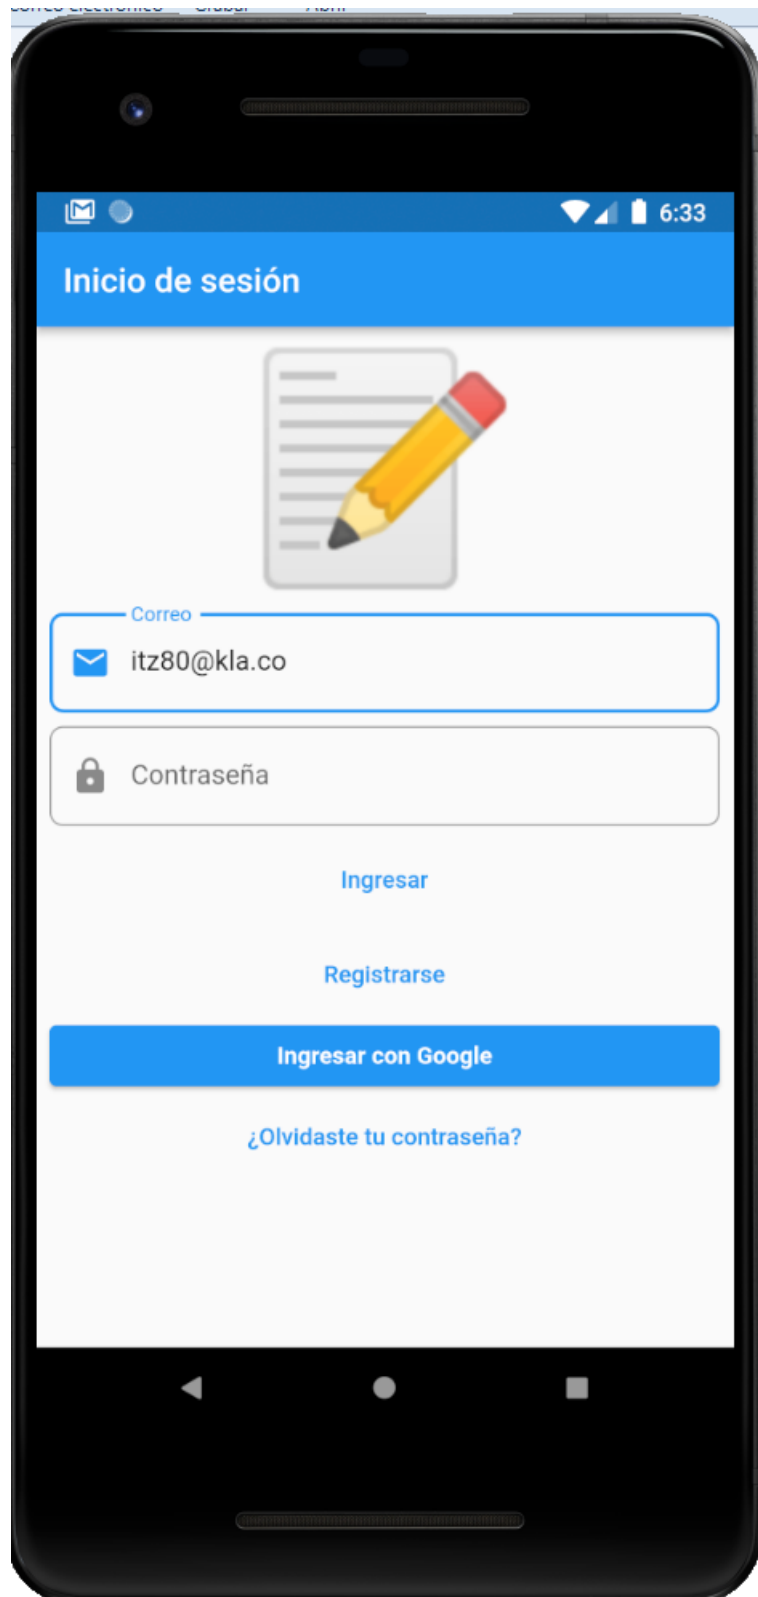 6:33
Inicio de sesión
Correo
itz80@kla.co
Contraseña
Ingresar
Registrarse
Ingresar con Google
¿Olvidaste tu contraseña?